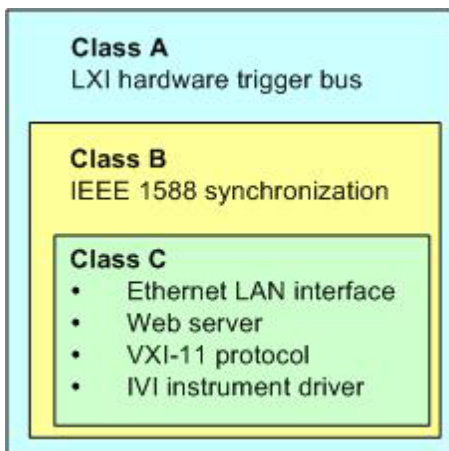 Class A
LXI hardware trigger bus
Class B
IEEE 1588 synchronization
Class C
• Ethernet LAN interface
• Web server
• VXI-11 protocol
• IVI instrument driver